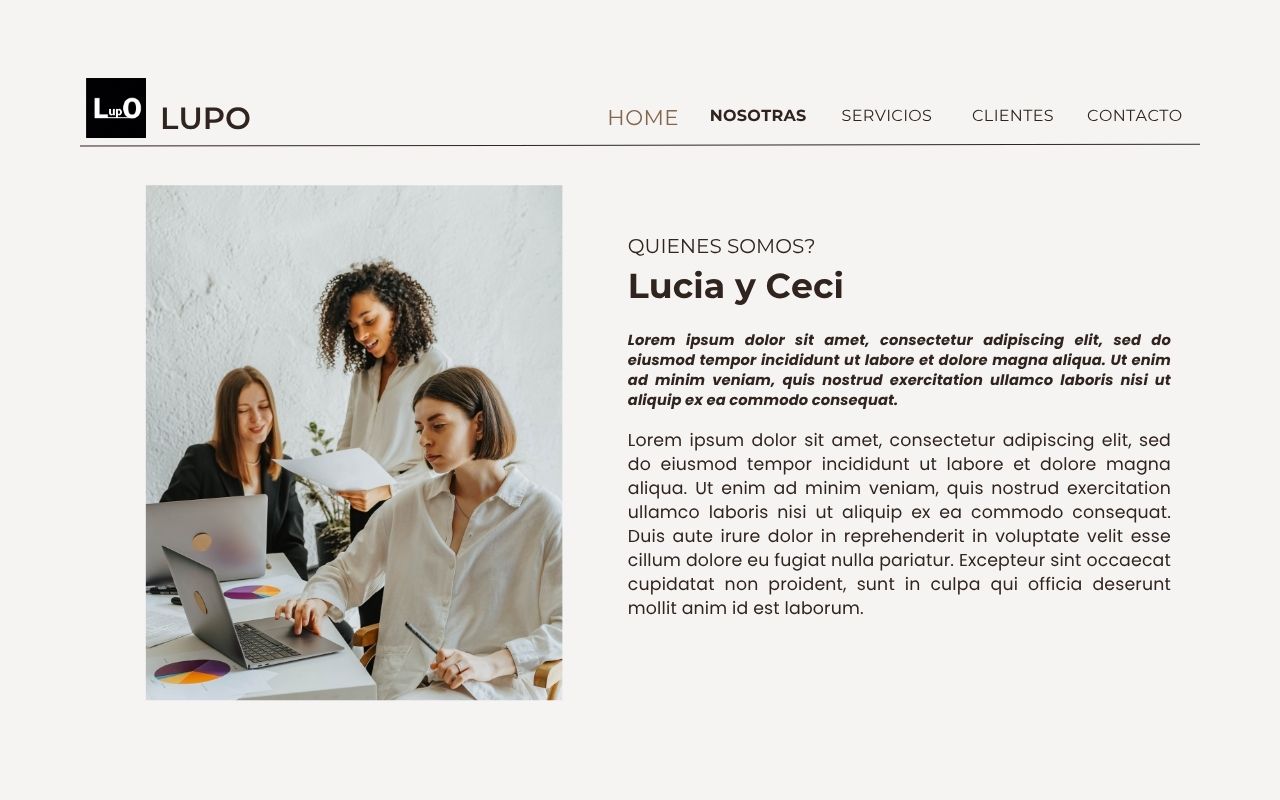 LupO
LUPO
HOME NOSOTRAS SERVICIOS CLIENTES CONTACTO
QUIENES SOMOS?
Lucia y Ceci
Lorem ipsum dolor sit amet, consectetur adipiscing elit, sed do
eiusmod tempor incididunt ut labore et dolore magna aliqua. Ut enim
ad minim veniam, quis nostrud exercitation ullamco laboris nisi ut
aliquip ex ea commodo consequat.
Lorem ipsum dolor sit amet, consectetur adipiscing elit, sed
do eiusmod tempor incididunt ut labore et dolore magna
aliqua. Ut enim ad minim veniam, quis nostrud exercitation
ullamco laboris nisi ut aliquip ex ea commodo consequat.
Duis aute irure dolor in reprehenderit in voluptate velit esse
cillum dolore eu fugiat nulla pariatur. Excepteur sint occaecat
cupidatat non proident, sunt in culpa qui officia deserunt
mollit anim id est laborum.